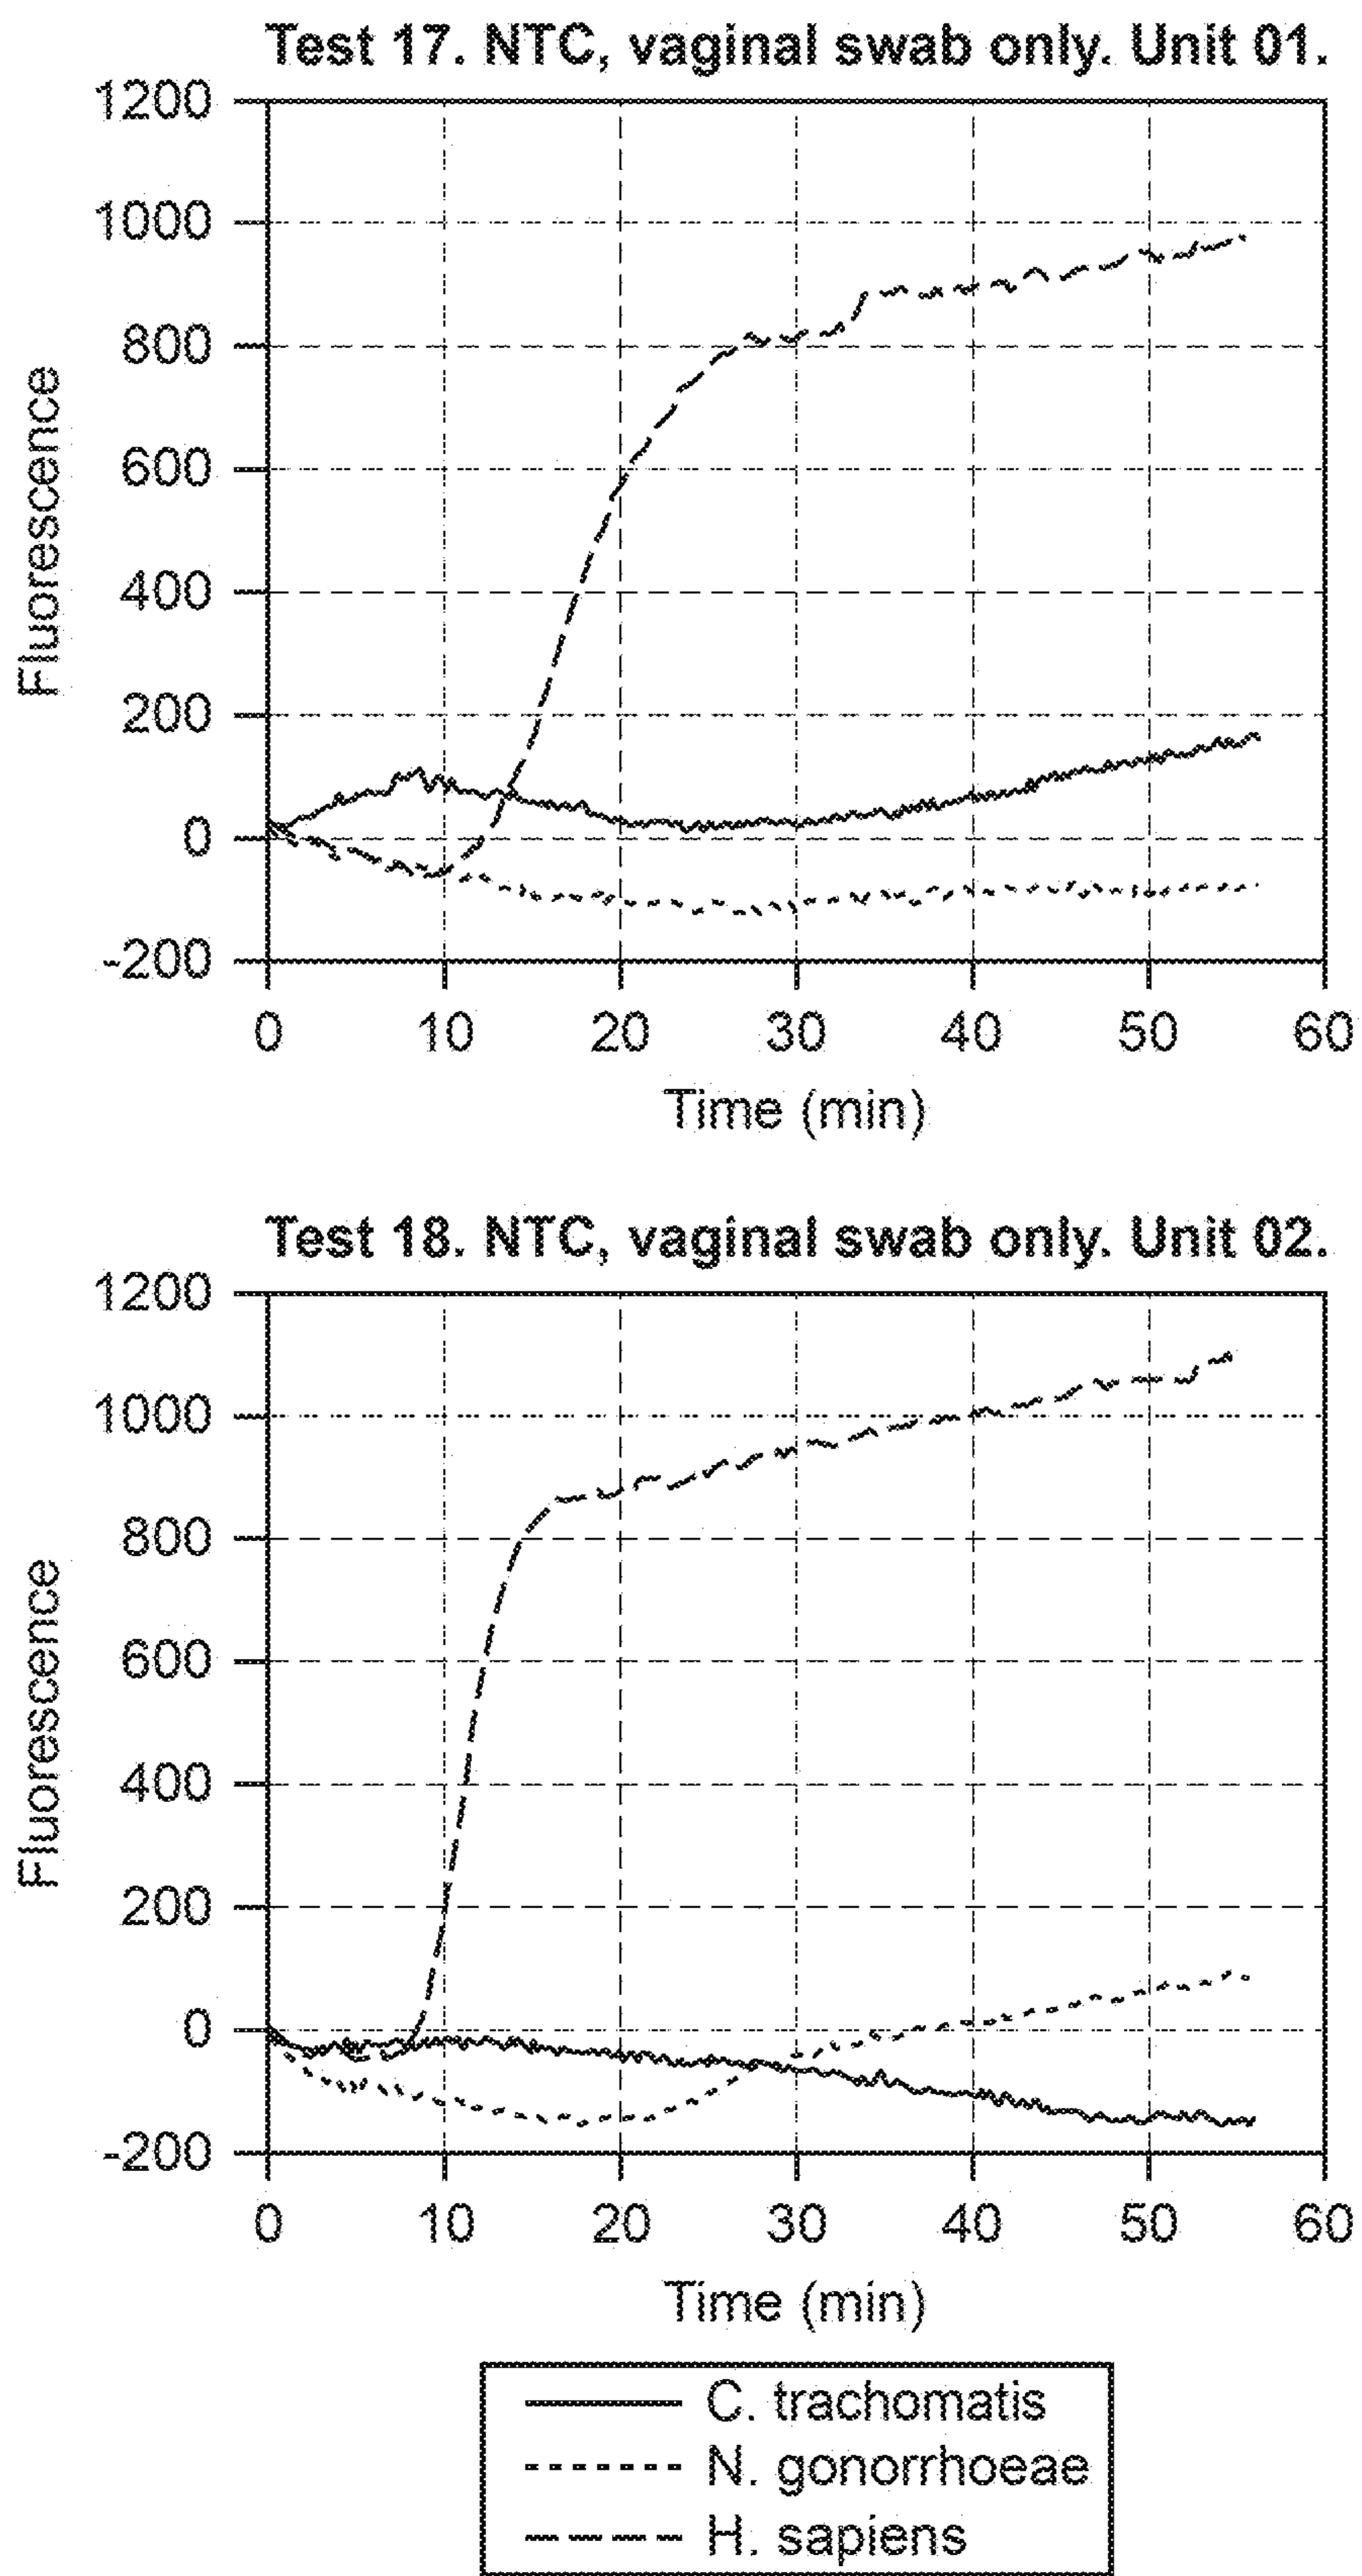 Test 17. NTC, vaginal swab only. Unit 01.
1200
1000
800
600
400
200
0
-200
Fluorescence
0 10 20 30 40 50 60
Time (min)
Test 18. NTC, vaginal swab only. Unit 02.
1200
1000
800
600
400
200
0
-200
Fluorescence
0 10 20 30 40 50 60
Time (min)
C. trachomatis
N. gonorrhoeae
H. sapiens